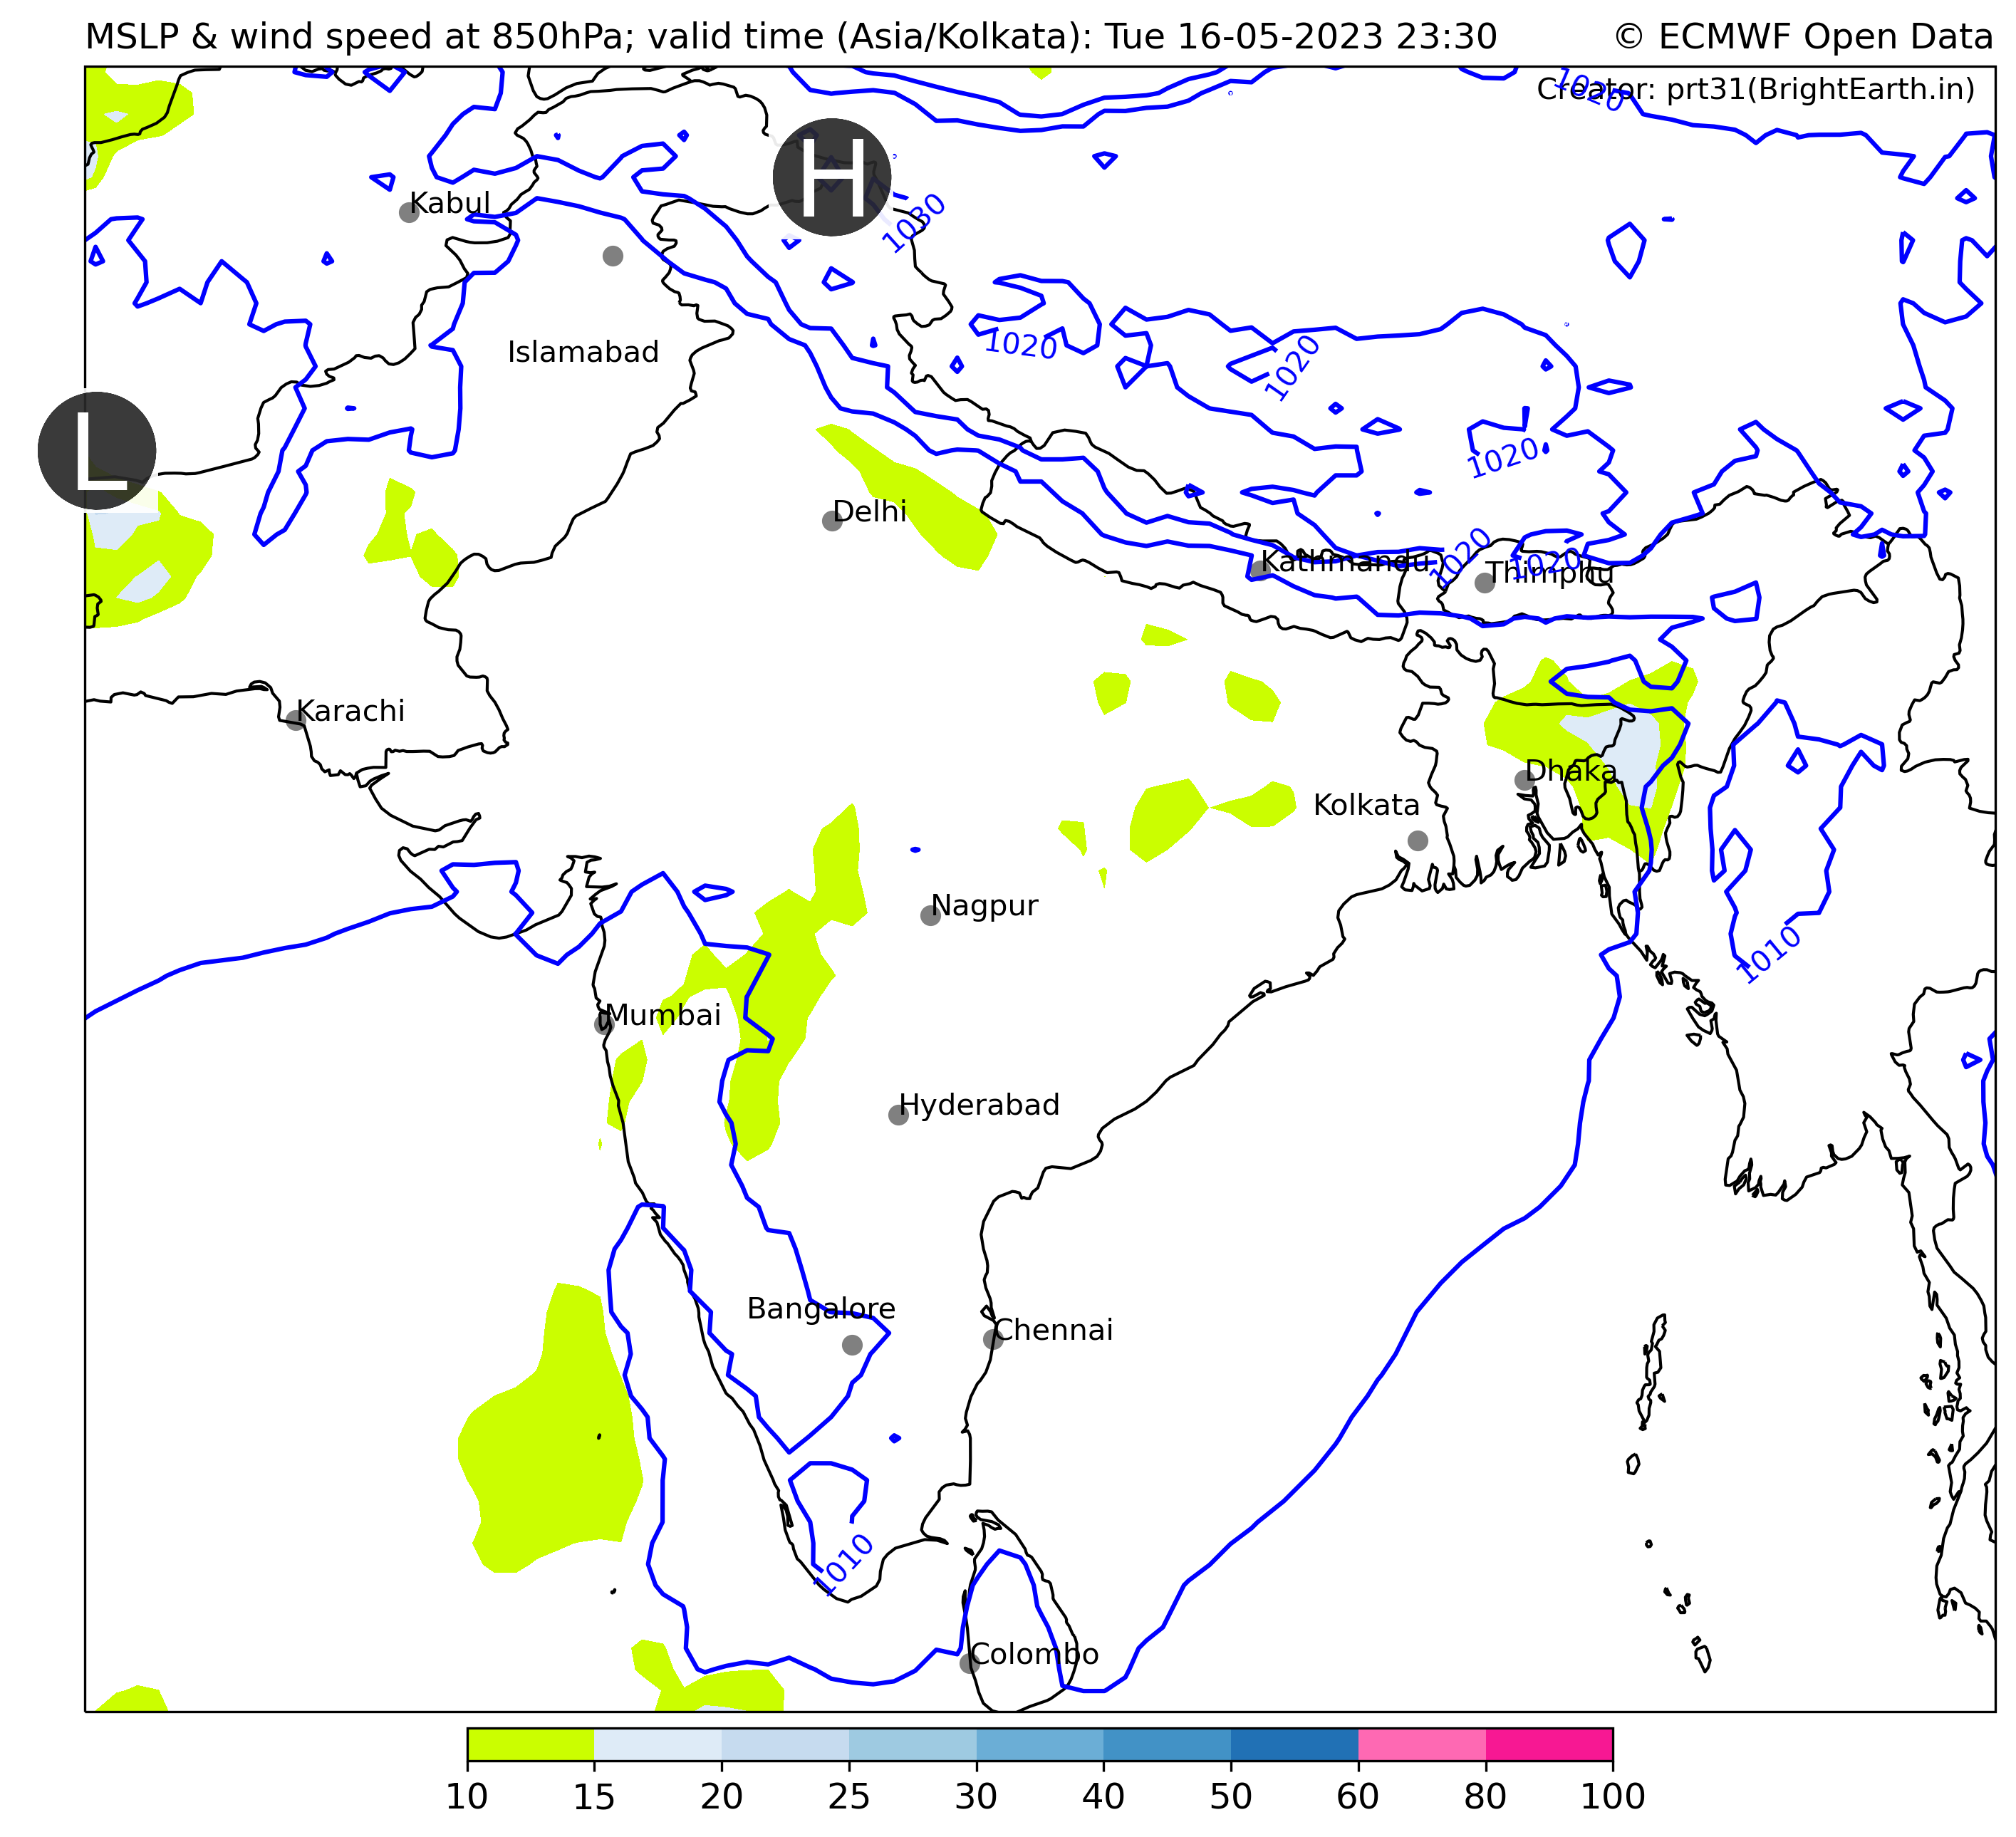 MSLP & wind speed at 850hPa; valid time (Asia/Kolkata): Tue 16-05-2023 23:30 © ECMWF Open Data
Creator: prt31(BrightEarth.in)
1020
H
Kabul
1030
Islamabad
1020
1020
L
1020
Delhi
Kathmandu
1020
1020
Thimphu
Karachi
Dhaka
Kolkata
Nagpur
1010
Mumbai
Hyderabad
Bangalore
Chennai
1010
Colombo
10 15 20 25 30 40 50 60 80 100